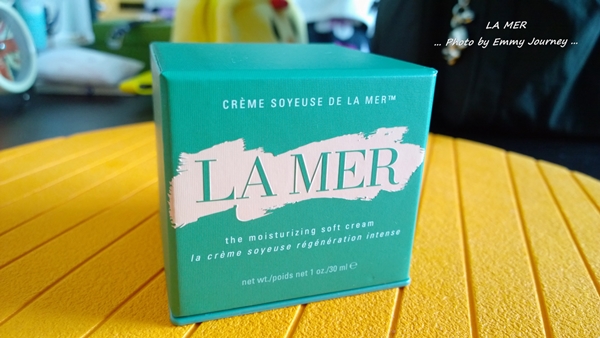 LA MER
... Photo by Emmy Journey ...
CRÈME SOYEUSE DE LA MER™
LA MER
the moisturizing soft cream
la crème soyeuse régénération intense
net wt./poids net 1 oz./30 ml ℮